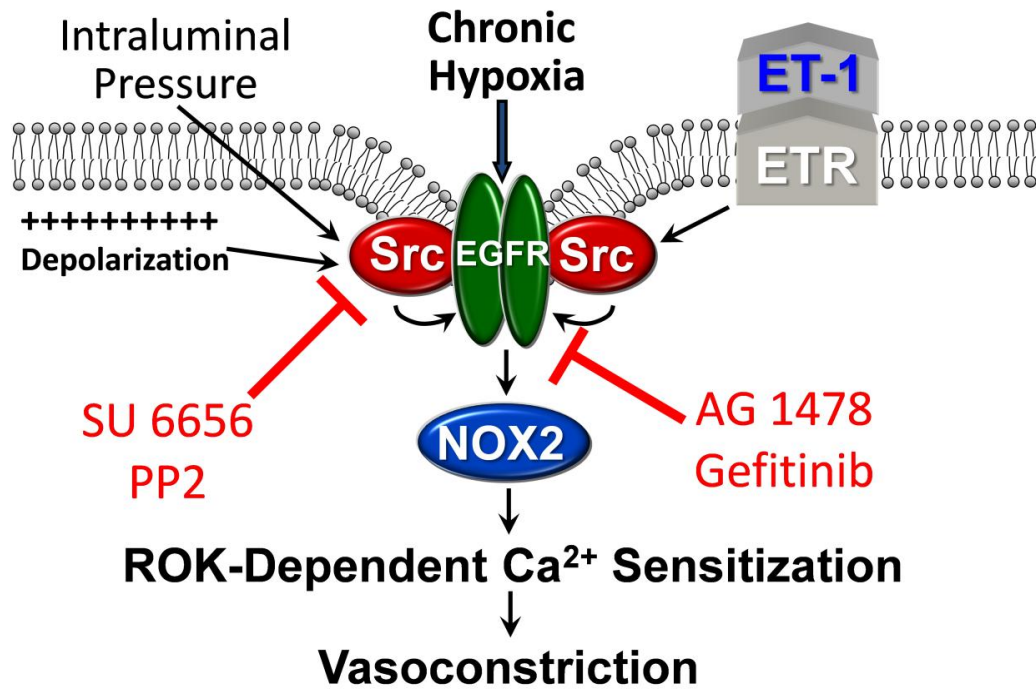 Intraluminal
Pressure
Chronic
Hypoxia
ET-1
ETR
++++++++++
Depolarization
Src
EGFR
Src
SU 6656
PP2
AG 1478
Gefitinib
NOX2
ROK-Dependent Ca²⁺ Sensitization
Vasoconstriction